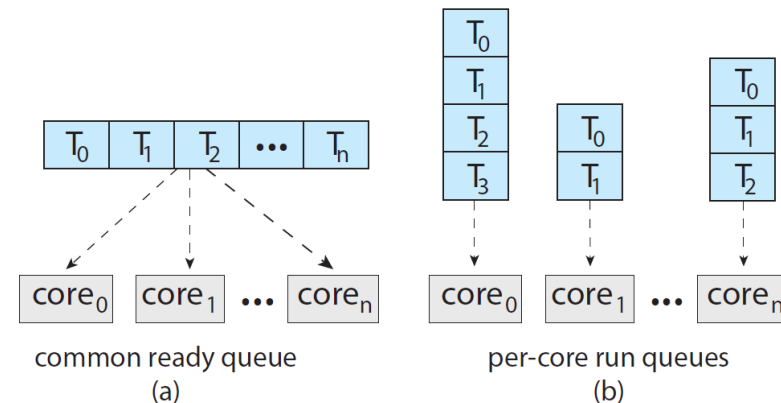 T0 T1 T2 ••• Tn
core0 core1 ••• coren
common ready queue
(a)
T0
T1
T2
T3
T0
T1
T0
T1
T2
core0 core1 ••• coren
per-core run queues
(b)